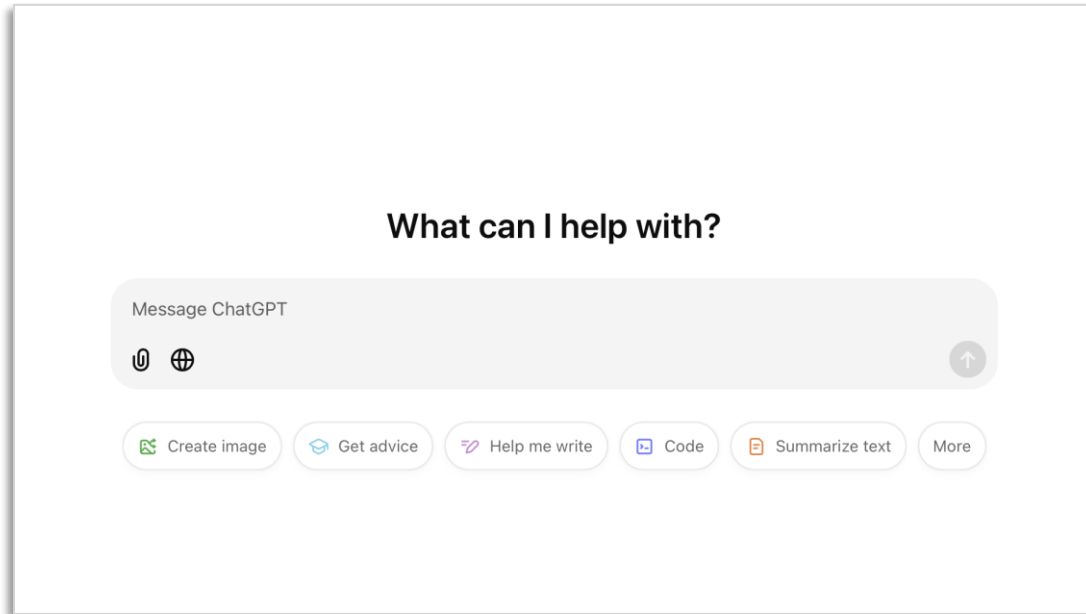 What can I help with?
Message ChatGPT
Create image Get advice Help me write Code Summarize text More